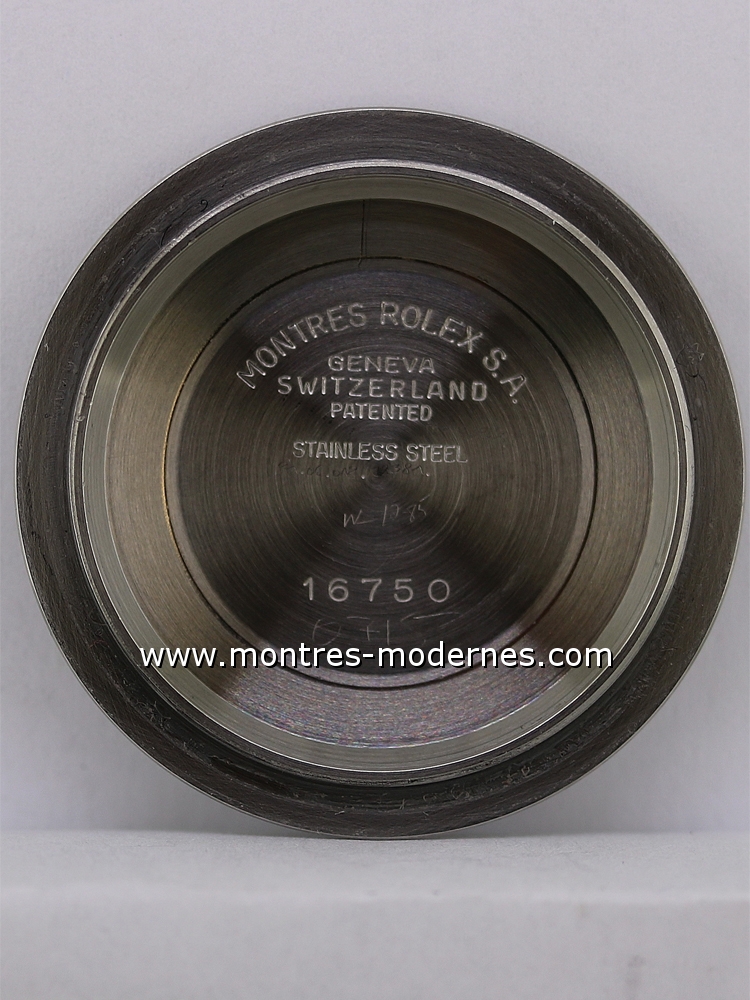 MONTRES ROLEX S.A.
GENEVA
SWITZERLAND
PATENTED
STAINLESS STEEL
16750
www.montres-modernes.com